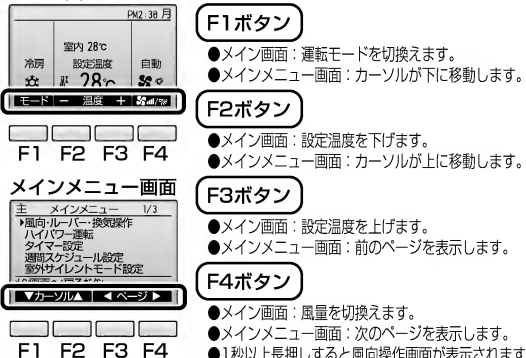 PM2:30 月
室内 28℃
冷房 設定温度 自動
28℃
モード － 温度 ＋
F1 F2 F3 F4
メインメニュー画面
主 メインメニュー 1/3
▶風向・ルーバー・換気操作
ハイパワー運転
タイマー設定
週間スケジュール設定
室外サイレントモード設定
▼カーソル▲ ◀ページ▶
F1 F2 F3 F4
F1ボタン
●メイン画面：運転モードを切換えます。
●メインメニュー画面：カーソルが下に移動します。
F2ボタン
●メイン画面：設定温度を下げます。
●メインメニュー画面：カーソルが上に移動します。
F3ボタン
●メイン画面：設定温度を上げます。
●メインメニュー画面：前のページを表示します。
F4ボタン
●メイン画面：風量を切換えます。
●メインメニュー画面：次のページを表示します。
●1秒以上長押しすると風向操作画面が表示されます